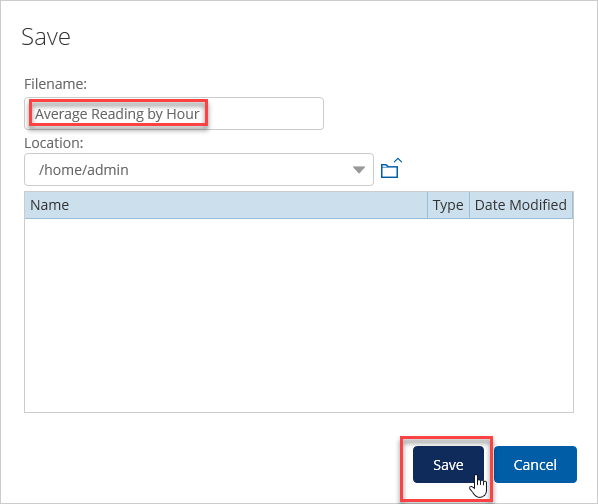 Save
Filename:
Average Reading by Hour
Location:
/home/admin
Name Type Date Modified
Save Cancel